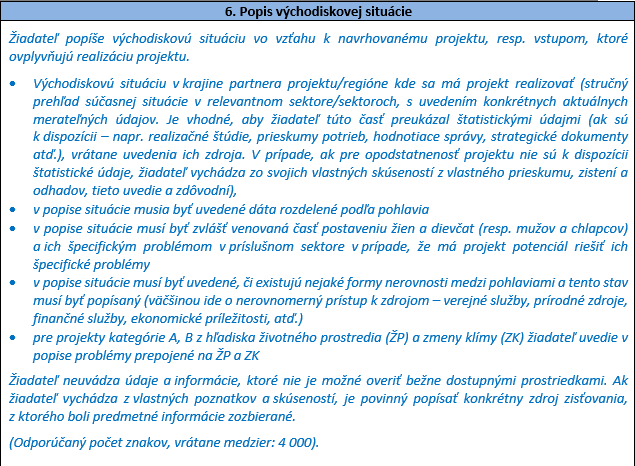 6. Popis východiskovej situácie
Žiadateľ popíše východiskovú situáciu vo vzťahu k navrhovanému projektu, resp. vstupom, ktoré
ovplyvňujú realizáciu projektu.
• Východiskovú situáciu v krajine partnera projektu/regióne kde sa má projekt realizovať (stručný
prehľad súčasnej situácie v relevantnom sektore/sektoroch, s uvedením konkrétnych aktuálnych
merateľných údajov. Je vhodné, aby žiadateľ túto časť preukázal štatistickými údajmi (ak sú
k dispozícii – napr. realizačné štúdie, prieskumy potrieb, hodnotiace správy, strategické dokumenty
atď.), vrátane uvedenia ich zdroja. V prípade, ak pre opodstatnenosť projektu nie sú k dispozícii
štatistické údaje, žiadateľ vychádza zo svojich vlastných skúseností z vlastného prieskumu, zistení a
odhadov, tieto uvedie a zdôvodní),
• v popise situácie musia byť uvedené dáta rozdelené podľa pohlavia
• v popise situácie musí byť zvlášť venovaná časť postaveniu žien a dievčat (resp. mužov a chlapcov)
a ich špecifickým problémom v príslušnom sektore v prípade, že má projekt potenciál riešiť ich
špecifické problémy
• v popise situácie musí byť uvedené, či existujú nejaké formy nerovnosti medzi pohlaviami a tento stav
musí byť popísaný (väčšinou ide o nerovnomerný prístup k zdrojom – verejné služby, prírodné zdroje,
finančné služby, ekonomické príležitosti, atď.)
• pre projekty kategórie A, B z hľadiska životného prostredia (ŽP) a zmeny klímy (ZK) žiadateľ uvedie v
popise problémy prepojené na ŽP a ZK
Žiadateľ neuvádza údaje a informácie, ktoré nie je možné overiť bežne dostupnými prostriedkami. Ak
žiadateľ vychádza z vlastných poznatkov a skúseností, je povinný popísať konkrétny zdroj zisťovania,
z ktorého boli predmetné informácie zozbierané.
(Odporúčaný počet znakov, vrátane medzier: 4 000).